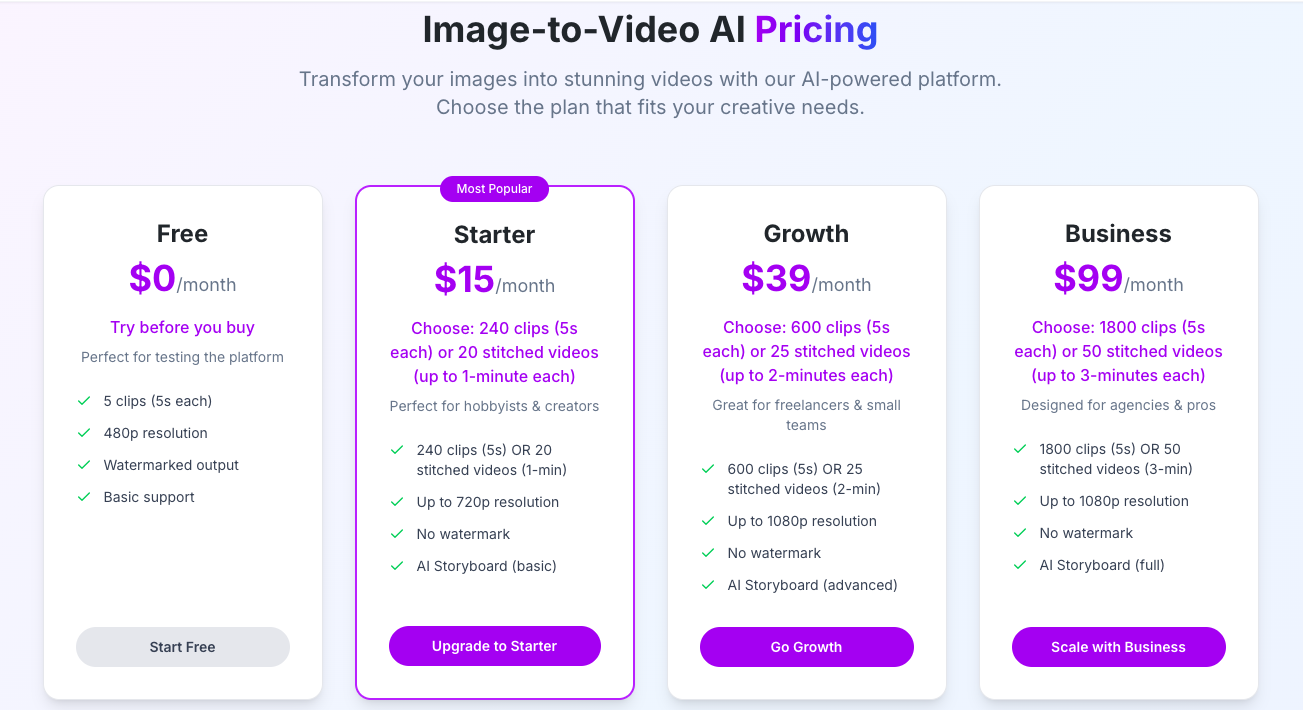 Image-to-Video AI Pricing
Transform your images into stunning videos with our AI-powered platform.
Choose the plan that fits your creative needs.
Free
$0/month
Try before you buy
Perfect for testing the platform
5 clips (5s each)
480p resolution
Watermarked output
Basic support
Start Free
Most Popular
Starter
$15/month
Choose: 240 clips (5s
each) or 20 stitched videos
(up to 1-minute each)
Perfect for hobbyists & creators
240 clips (5s) OR 20
stitched videos (1-min)
Up to 720p resolution
No watermark
AI Storyboard (basic)
Upgrade to Starter
Growth
$39/month
Choose: 600 clips (5s
each) or 25 stitched videos
(up to 2-minutes each)
Great for freelancers & small
teams
600 clips (5s) OR 25
stitched videos (2-min)
Up to 1080p resolution
No watermark
AI Storyboard (advanced)
Go Growth
Business
$99/month
Choose: 1800 clips (5s
each) or 50 stitched videos
(up to 3-minutes each)
Designed for agencies & pros
1800 clips (5s) OR 50
stitched videos (3-min)
Up to 1080p resolution
No watermark
AI Storyboard (full)
Scale with Business